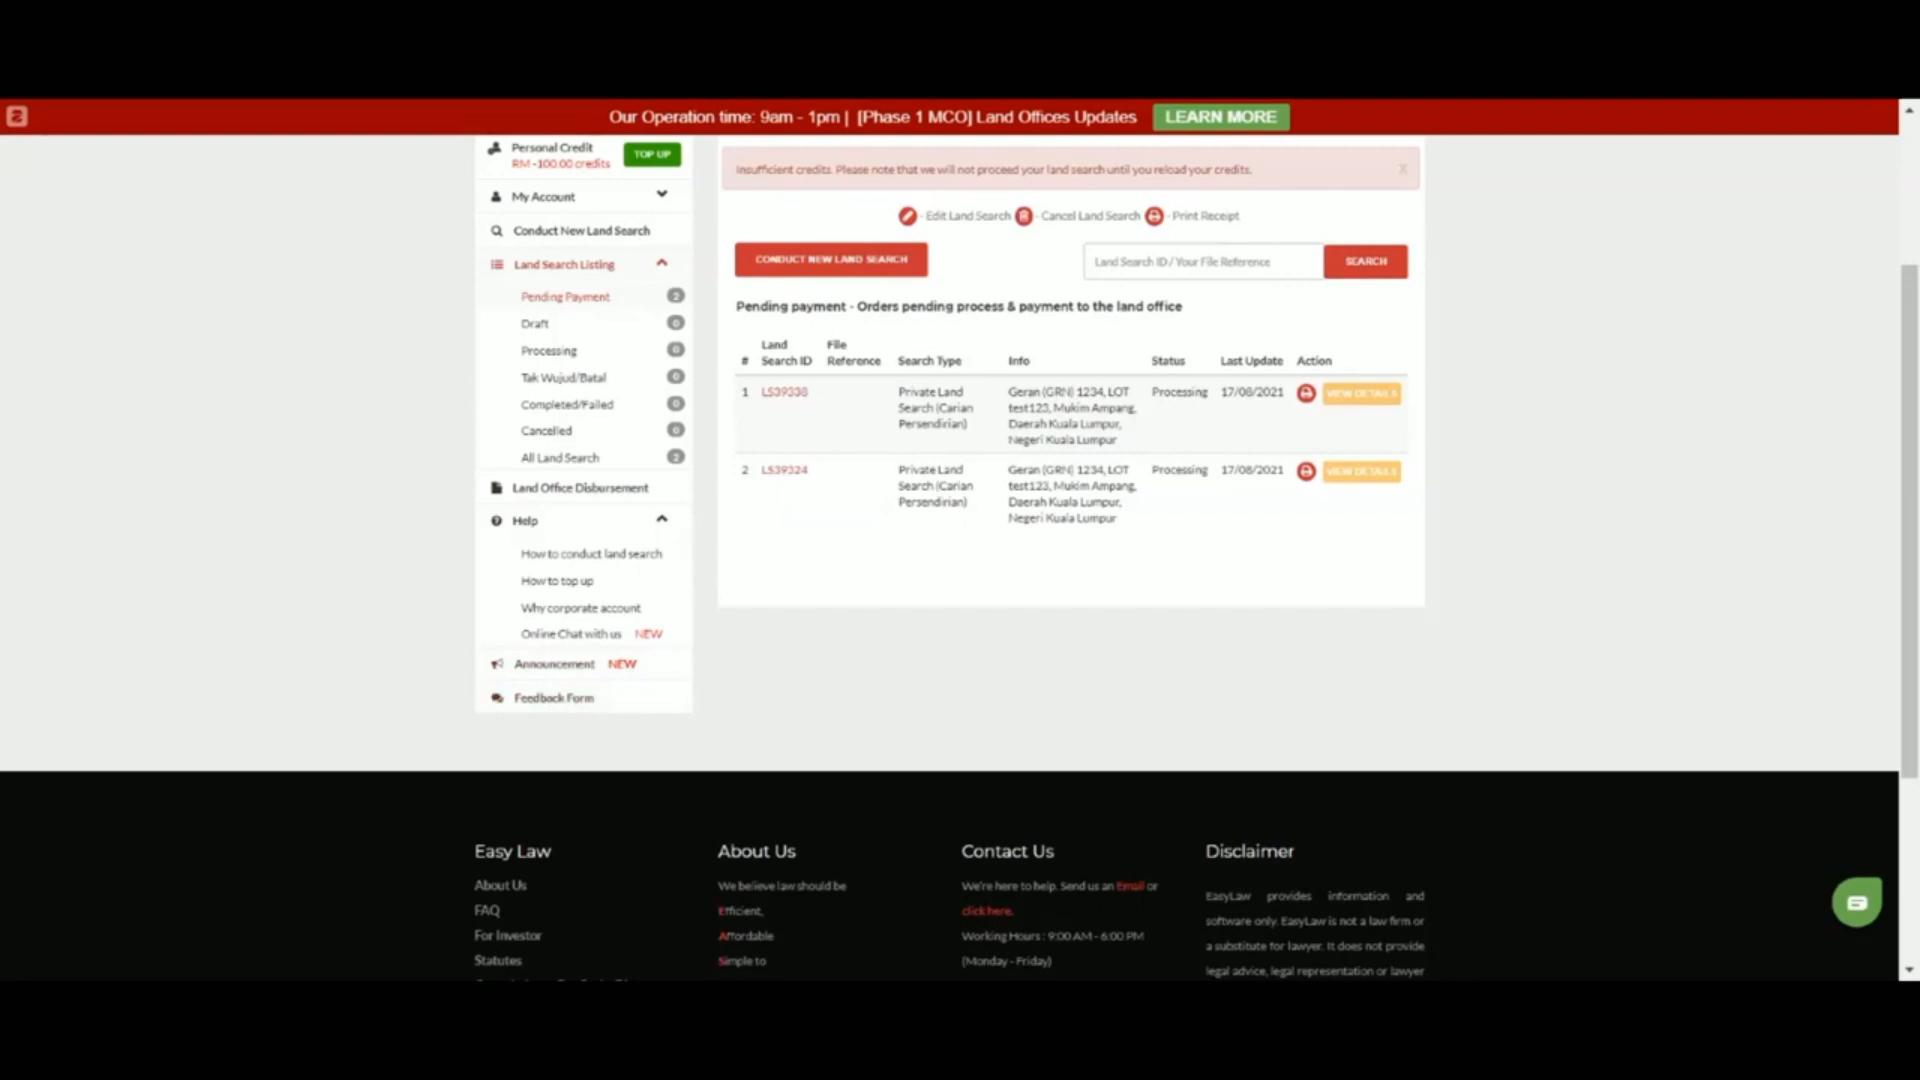 Our Operation time: 9am - 1pm | [Phase 1 MCO] Land Offices Updates LEARN MORE
Personal Credit
RM -100.00 credits
TOP UP
My Account
Conduct New Land Search
Land Search Listing
Pending Payment 2
Draft 0
Processing 0
Tak Wujud/Batal 0
Completed/Failed 0
Cancelled 0
All Land Search 2
Land Office Disbursement
Help
How to conduct land search
How to top up
Why corporate account
Online Chat with us NEW
Announcement NEW
Feedback Form
Insufficient credits. Please note that we will not proceed your land search until you reload your credits. X
- Edit Land Search - Cancel Land Search - Print Receipt
CONDUCT NEW LAND SEARCH
Land Search ID / Your File Reference
SEARCH
Pending payment - Orders pending process & payment to the land office
Land File
# Search ID Reference Search Type Info Status Last Update Action
1 LS39338 Private Land Geran (GRN) 1234, LOT Processing 17/08/2021 VIEW DETAILS
Search (Carian test123, Mukim Ampang,
Persendirian) Daerah Kuala Lumpur,
Negeri Kuala Lumpur
2 LS39324 Private Land Geran (GRN) 1234, LOT Processing 17/08/2021 VIEW DETAILS
Search (Carian test123, Mukim Ampang,
Persendirian) Daerah Kuala Lumpur,
Negeri Kuala Lumpur
Easy Law
About Us
FAQ
For Investor
Statutes
About Us
We believe law should be
Efficient,
Affordable
Simple to
Contact Us
We're here to help. Send us an Email or
click here.
Working Hours : 9:00 AM - 6:00 PM
(Monday - Friday)
Disclaimer
EasyLaw provides information and
software only. EasyLaw is not a law firm or
a substitute for lawyer. It does not provide
legal advice, legal representation or lawyer